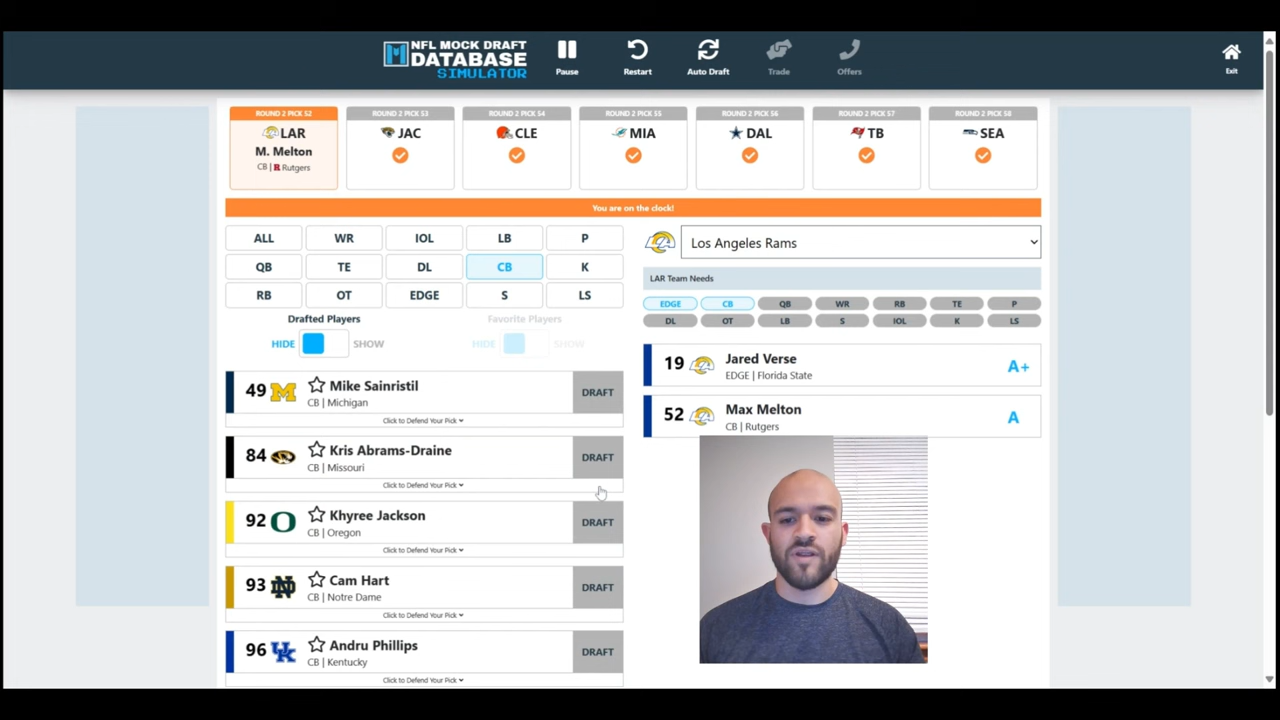 NFL MOCK DRAFT
DATABASE
SIMULATOR
Pause
Restart
Auto Draft
Trade
Offers
Exit
ROUND 2 PICK 52
LAR
M. Melton
CB | R Rutgers
ROUND 2 PICK 53
JAC
ROUND 2 PICK 54
CLE
ROUND 2 PICK 55
MIA
ROUND 2 PICK 56
DAL
ROUND 2 PICK 57
TB
ROUND 2 PICK 58
SEA
You are on the clock!
ALL WR IOL LB P
QB TE DL CB K
RB OT EDGE S LS
Drafted Players
HIDE SHOW
Favorite Players
HIDE SHOW
49 M Mike Sainristil
CB | Michigan
DRAFT
Click to Defend Your Pick
84 Kris Abrams-Draine
CB | Missouri
DRAFT
Click to Defend Your Pick
92 O Khyree Jackson
CB | Oregon
DRAFT
Click to Defend Your Pick
93 ND Cam Hart
CB | Notre Dame
DRAFT
Click to Defend Your Pick
96 UK Andru Phillips
CB | Kentucky
DRAFT
Click to Defend Your Pick
Los Angeles Rams
LAR Team Needs
EDGE CB QB WR RB TE P
DL OT LB S IOL K LS
19 Jared Verse
EDGE | Florida State
A+
52 Max Melton
CB | Rutgers
A